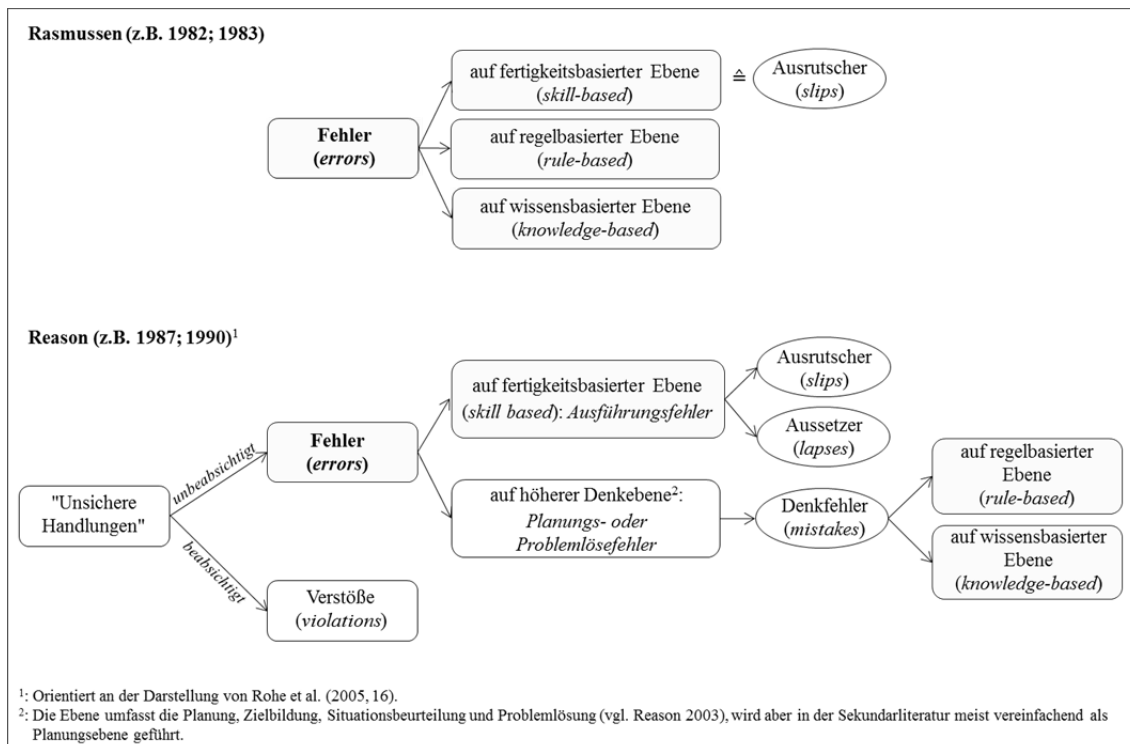 Rasmussen (z.B. 1982; 1983)
auf fertigkeitsbasierter Ebene
(skill-based)
≙
Ausrutscher
(slips)
Fehler
(errors)
auf regelbasierter Ebene
(rule-based)
auf wissensbasierter Ebene
(knowledge-based)
Reason (z.B. 1987; 1990)¹
"Unsichere
Handlungen"
unbeabsichtigt
beabsichtigt
Fehler
(errors)
Verstöße
(violations)
auf fertigkeitsbasierter Ebene
(skill based): Ausführungsfehler
auf höherer Denkebene²:
Planungs- oder
Problemlösefehler
Ausrutscher
(slips)
Aussetzer
(lapses)
Denkfehler
(mistakes)
auf regelbasierter
Ebene
(rule-based)
auf wissensbasierter
Ebene
(knowledge-based)
¹: Orientiert an der Darstellung von Rohe et al. (2005, 16).
²: Die Ebene umfasst die Planung, Zielbildung, Situationsbeurteilung und Problemlösung (vgl. Reason 2003), wird aber in der Sekundarliteratur meist vereinfachend als
Planungsebene geführt.